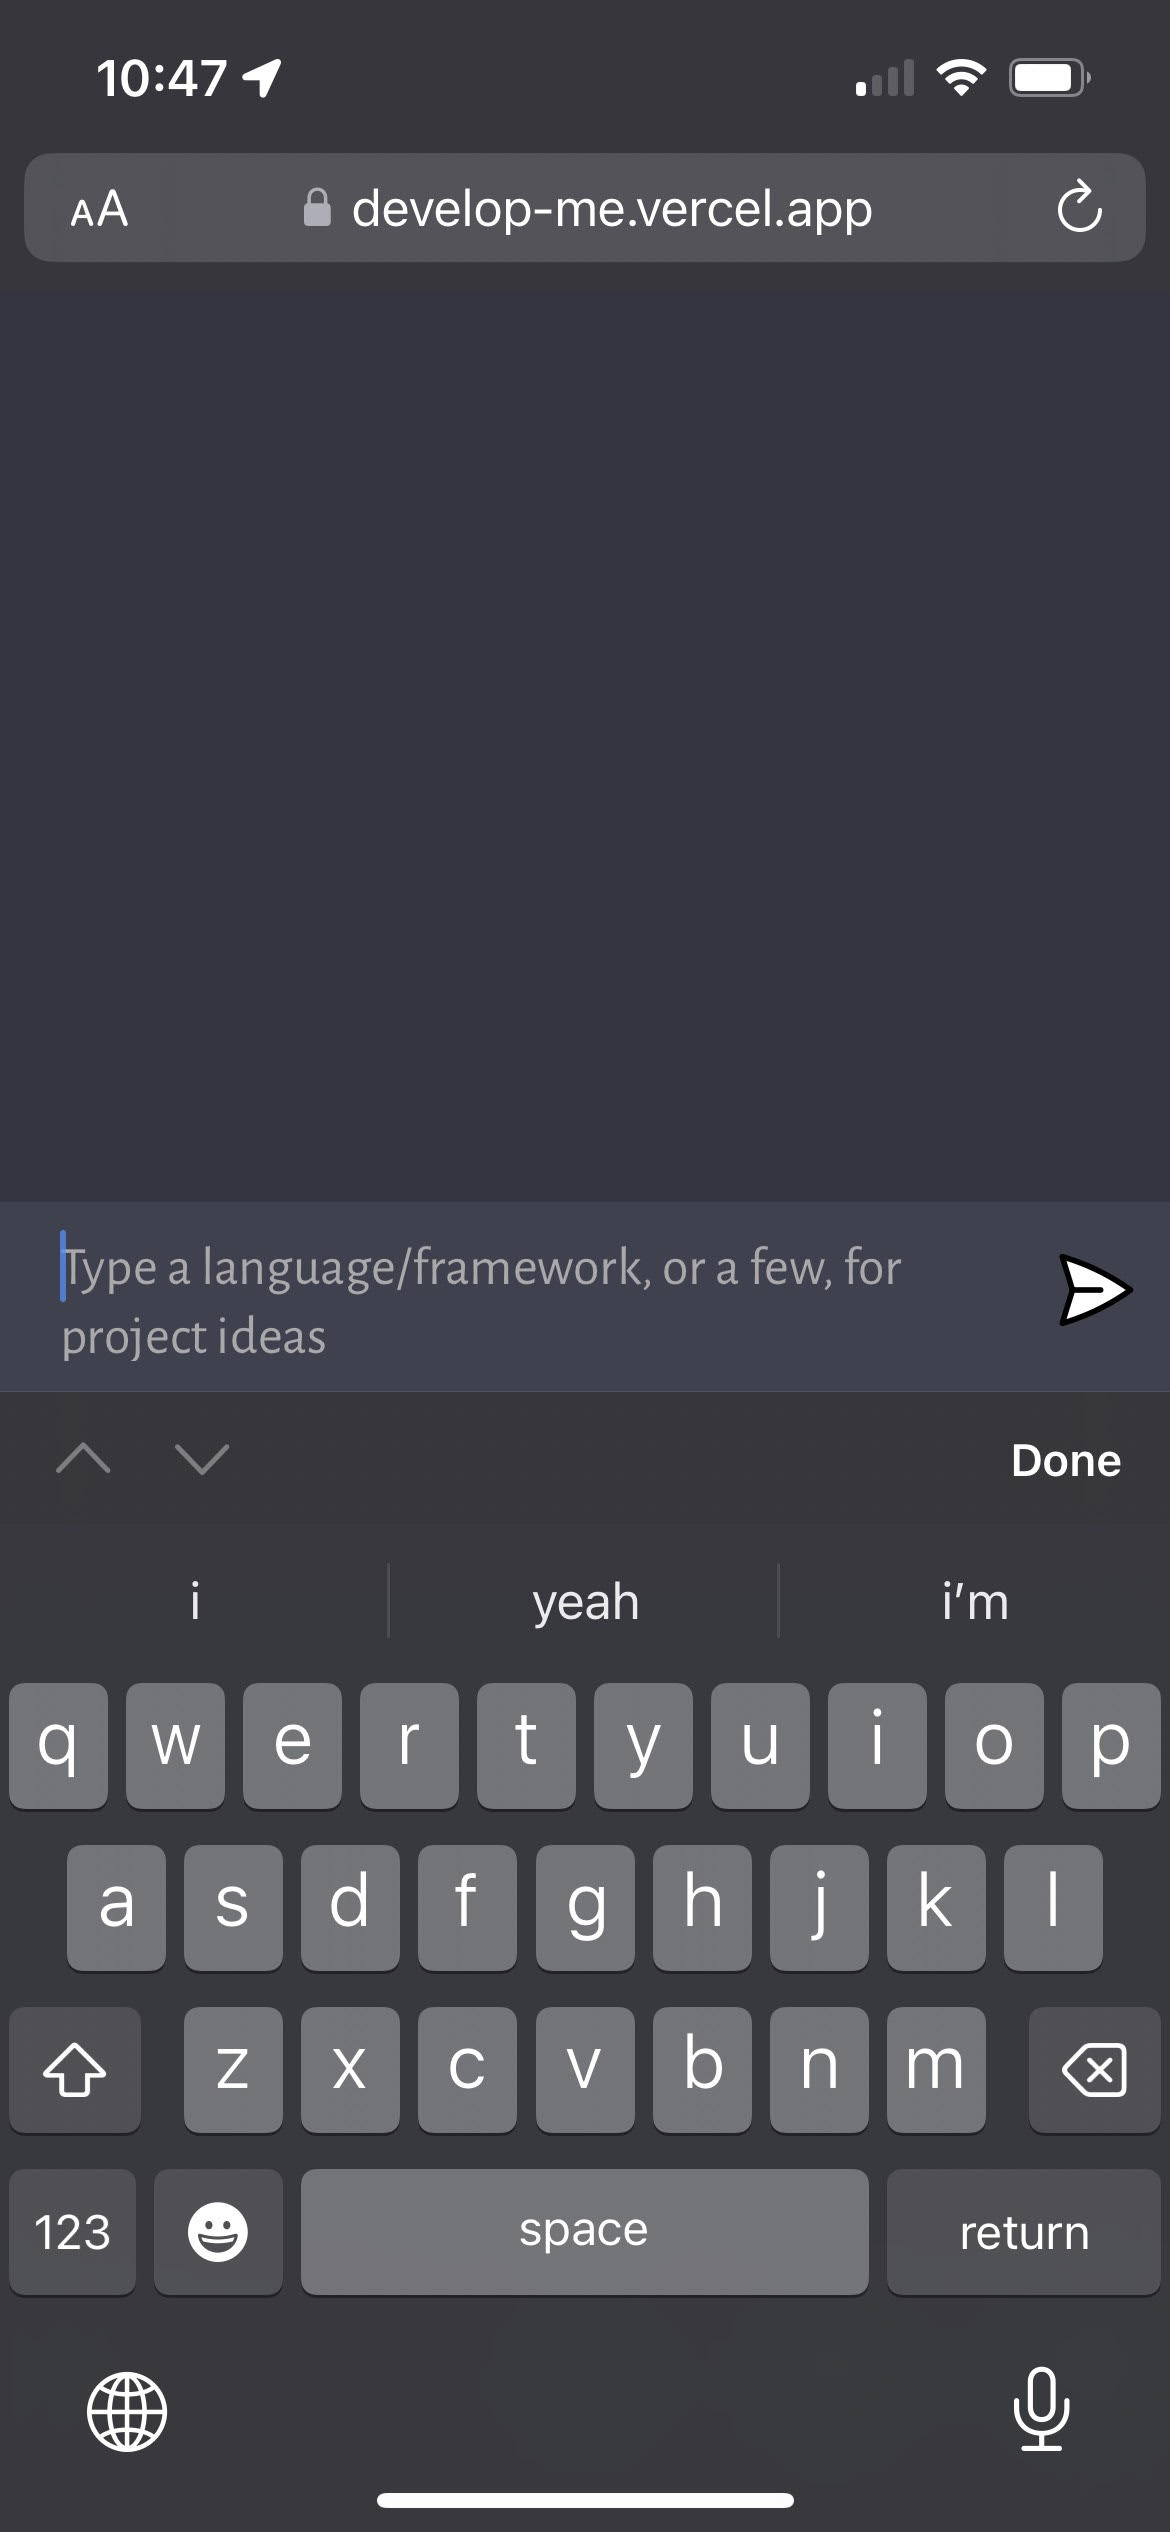 10:47
AA develop-me.vercel.app
Type a language/framework, or a few, for
project ideas
Done
i yeah i’m
q w e r t y u i o p
a s d f g h j k l
z x c v b n m
123 space return